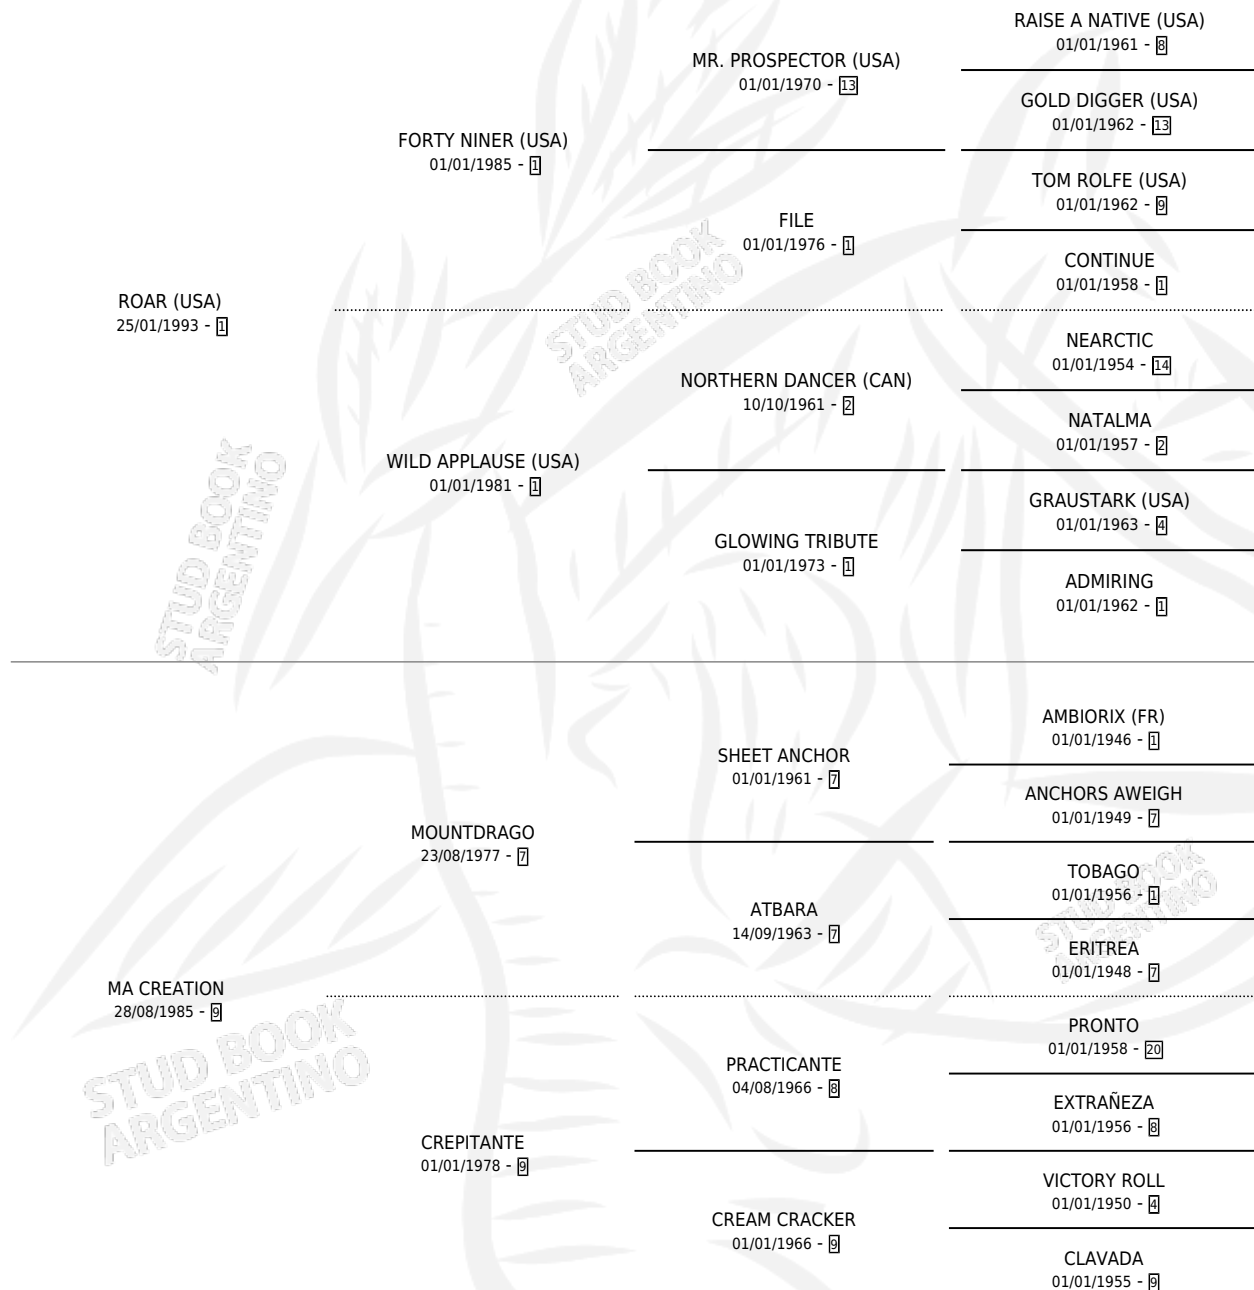 RAISE A NATIVE (USA)
01/01/1961 - 8
MR. PROSPECTOR (USA)
01/01/1970 - 13
GOLD DIGGER (USA)
01/01/1962 - 13
FORTY NINER (USA)
01/01/1985 - 1
TOM ROLFE (USA)
01/01/1962 - 9
FILE
01/01/1976 - 1
CONTINUE
01/01/1958 - 1
ROAR (USA)
25/01/1993 - 1
NEARCTIC
01/01/1954 - 14
NORTHERN DANCER (CAN)
10/10/1961 - 2
NATALMA
01/01/1957 - 2
WILD APPLAUSE (USA)
01/01/1981 - 1
GRAUSTARK (USA)
01/01/1963 - 4
GLOWING TRIBUTE
01/01/1973 - 1
ADMIRING
01/01/1962 - 1
AMBIORIX (FR)
01/01/1946 - 1
SHEET ANCHOR
01/01/1961 - 7
ANCHORS AWEIGH
01/01/1949 - 7
MOUNTDRAGO
23/08/1977 - 7
TOBAGO
01/01/1956 - 1
ATBARA
14/09/1963 - 7
ERITREA
01/01/1948 - 7
MA CREATION
28/08/1985 - 9
PRONTO
01/01/1958 - 20
PRACTICANTE
04/08/1966 - 8
EXTRAÑEZA
01/01/1956 - 8
CREPITANTE
01/01/1978 - 9
VICTORY ROLL
01/01/1950 - 4
CREAM CRACKER
01/01/1966 - 9
CLAVADA
01/01/1955 - 9
STUD BOOK
ARGENTINO
STUD BOOK
ARGENTINO
STUD BOOK
ARGENTINO
STUD BOOK
ARGENTINO